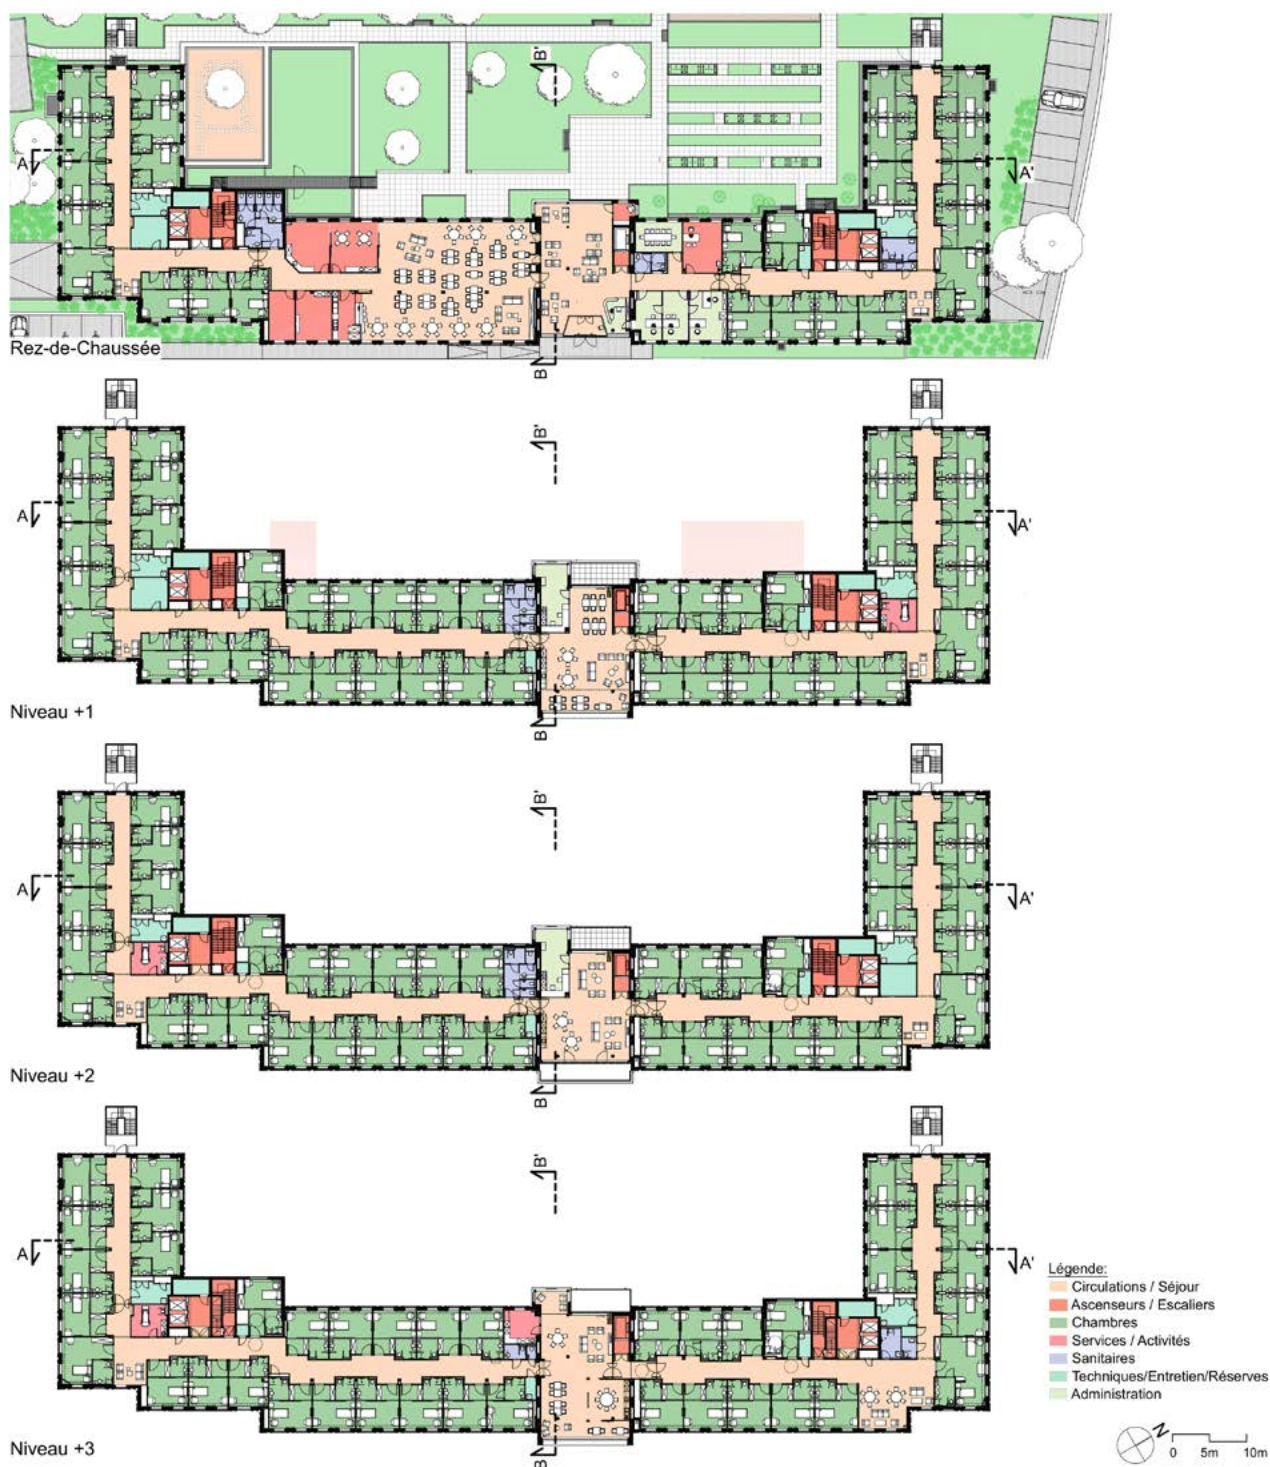 B'
A
A'
Rez-de-Chaussée
B
B'
A
A'
Niveau +1
B
B'
A
A'
Niveau +2
B
B'
A
A'
Légende:
Circulations / Séjour
Ascenseurs / Escaliers
Chambres
Services / Activités
Sanitaires
Techniques/Entretien/Réserves
Administration
Niveau +3
B
N
0 5m 10m